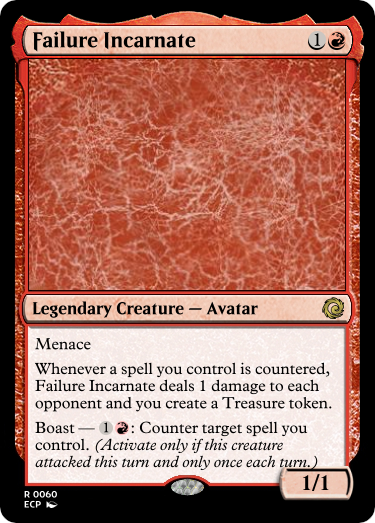 Failure Incarnate 1
Legendary Creature — Avatar
Menace
Whenever a spell you control is countered,
Failure Incarnate deals 1 damage to each
opponent and you create a Treasure token.
Boast — 1 : Counter target spell you
control. (Activate only if this creature
attacked this turn and only once each turn.)
1/1
R 0060
ECP